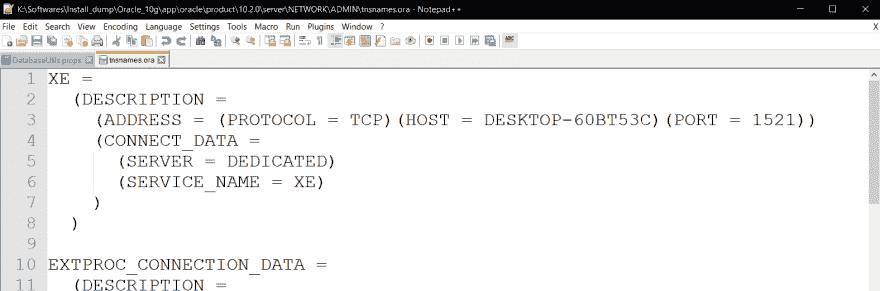 K:\Softwares\Install_dump\Oracle_10g\app\oracle\product\10.2.0\server\NETWORK\ADMIN\tnsnames.ora - Notepad++
File Edit Search View Encoding Language Settings Tools Macro Run Plugins Window ? X
DatabaseUtils.props tnsnames.ora
1 XE =
2 (DESCRIPTION =
3 (ADDRESS = (PROTOCOL = TCP)(HOST = DESKTOP-60BT53C)(PORT = 1521))
4 (CONNECT_DATA =
5 (SERVER = DEDICATED)
6 (SERVICE_NAME = XE)
7 )
8 )
9
10 EXTPROC_CONNECTION_DATA =
11 (DESCRIPTION =